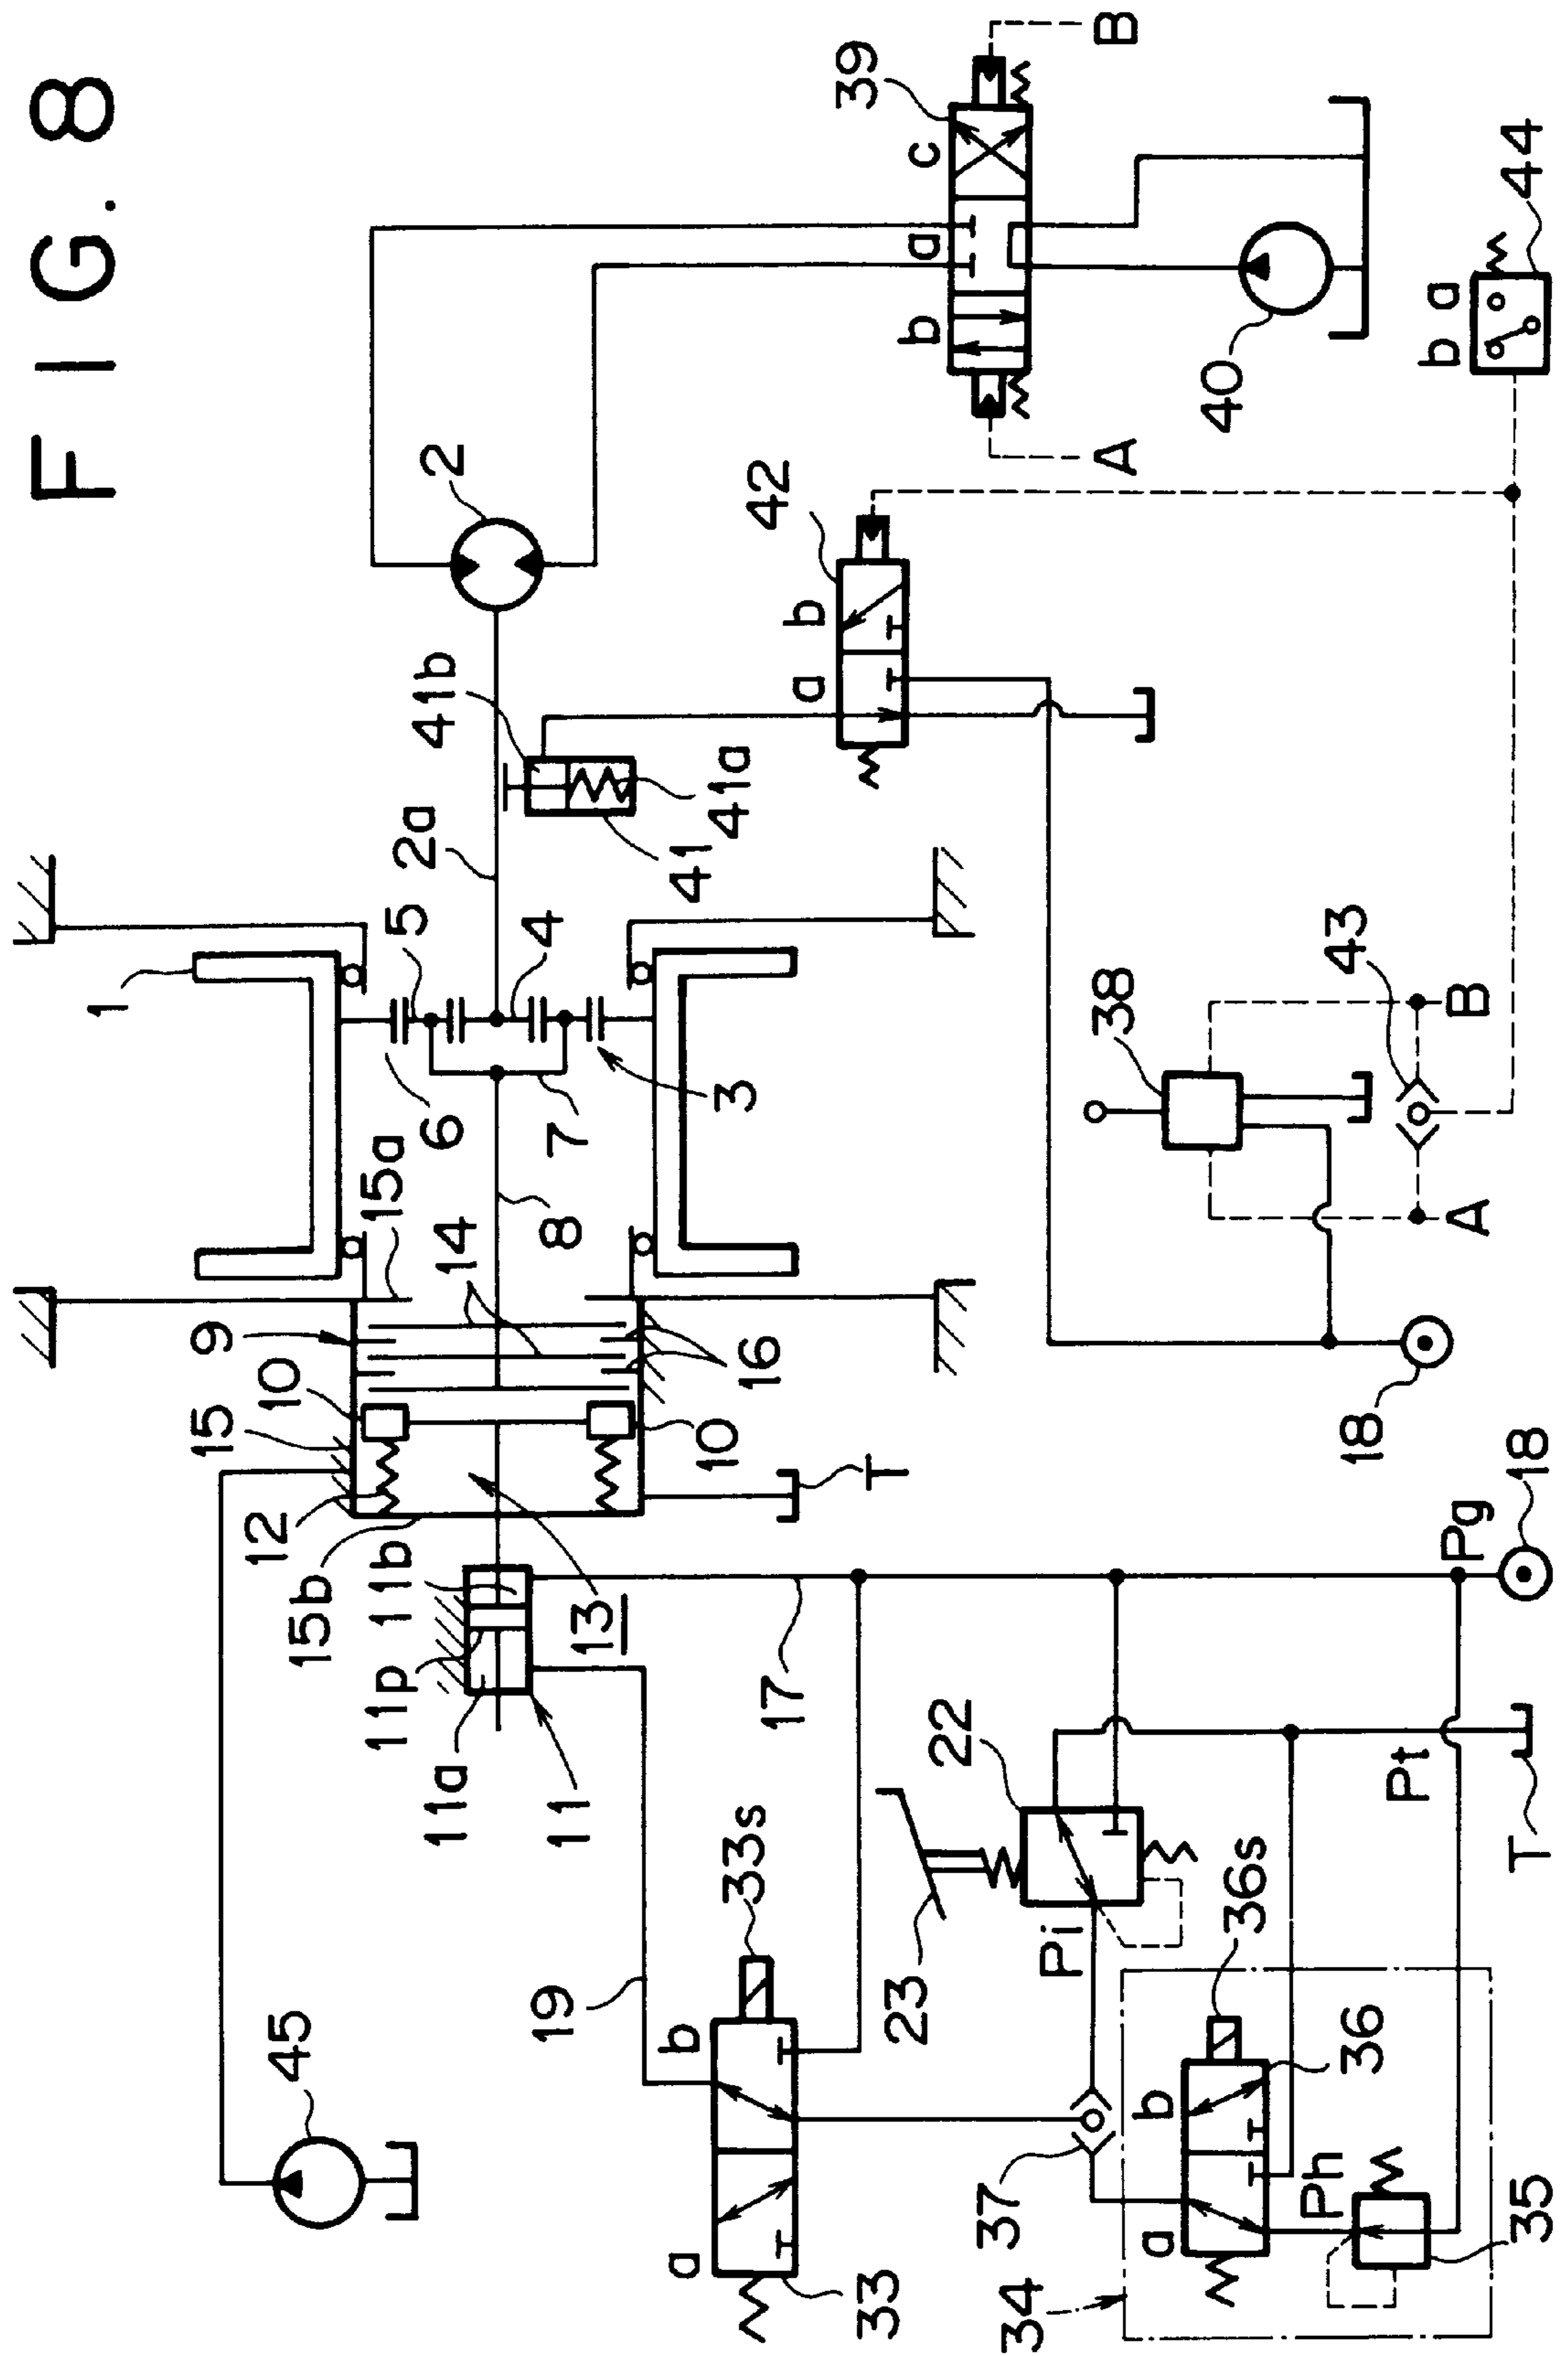 FIG. 8
39
B
c
a
b
44
a
b
40
A
2
42
b
a
41b
41a
41
2a
5
4
1
3
6
7
38
43
B
A
15a
14
8
9
10
16
15
10
12
T
18
15b
11b
13
11p
11a
11
17
Pg
18
22
Pt
T
33s
36s
23
Pi
19
45
b
a
33
37
b
a
36
Ph
35
34